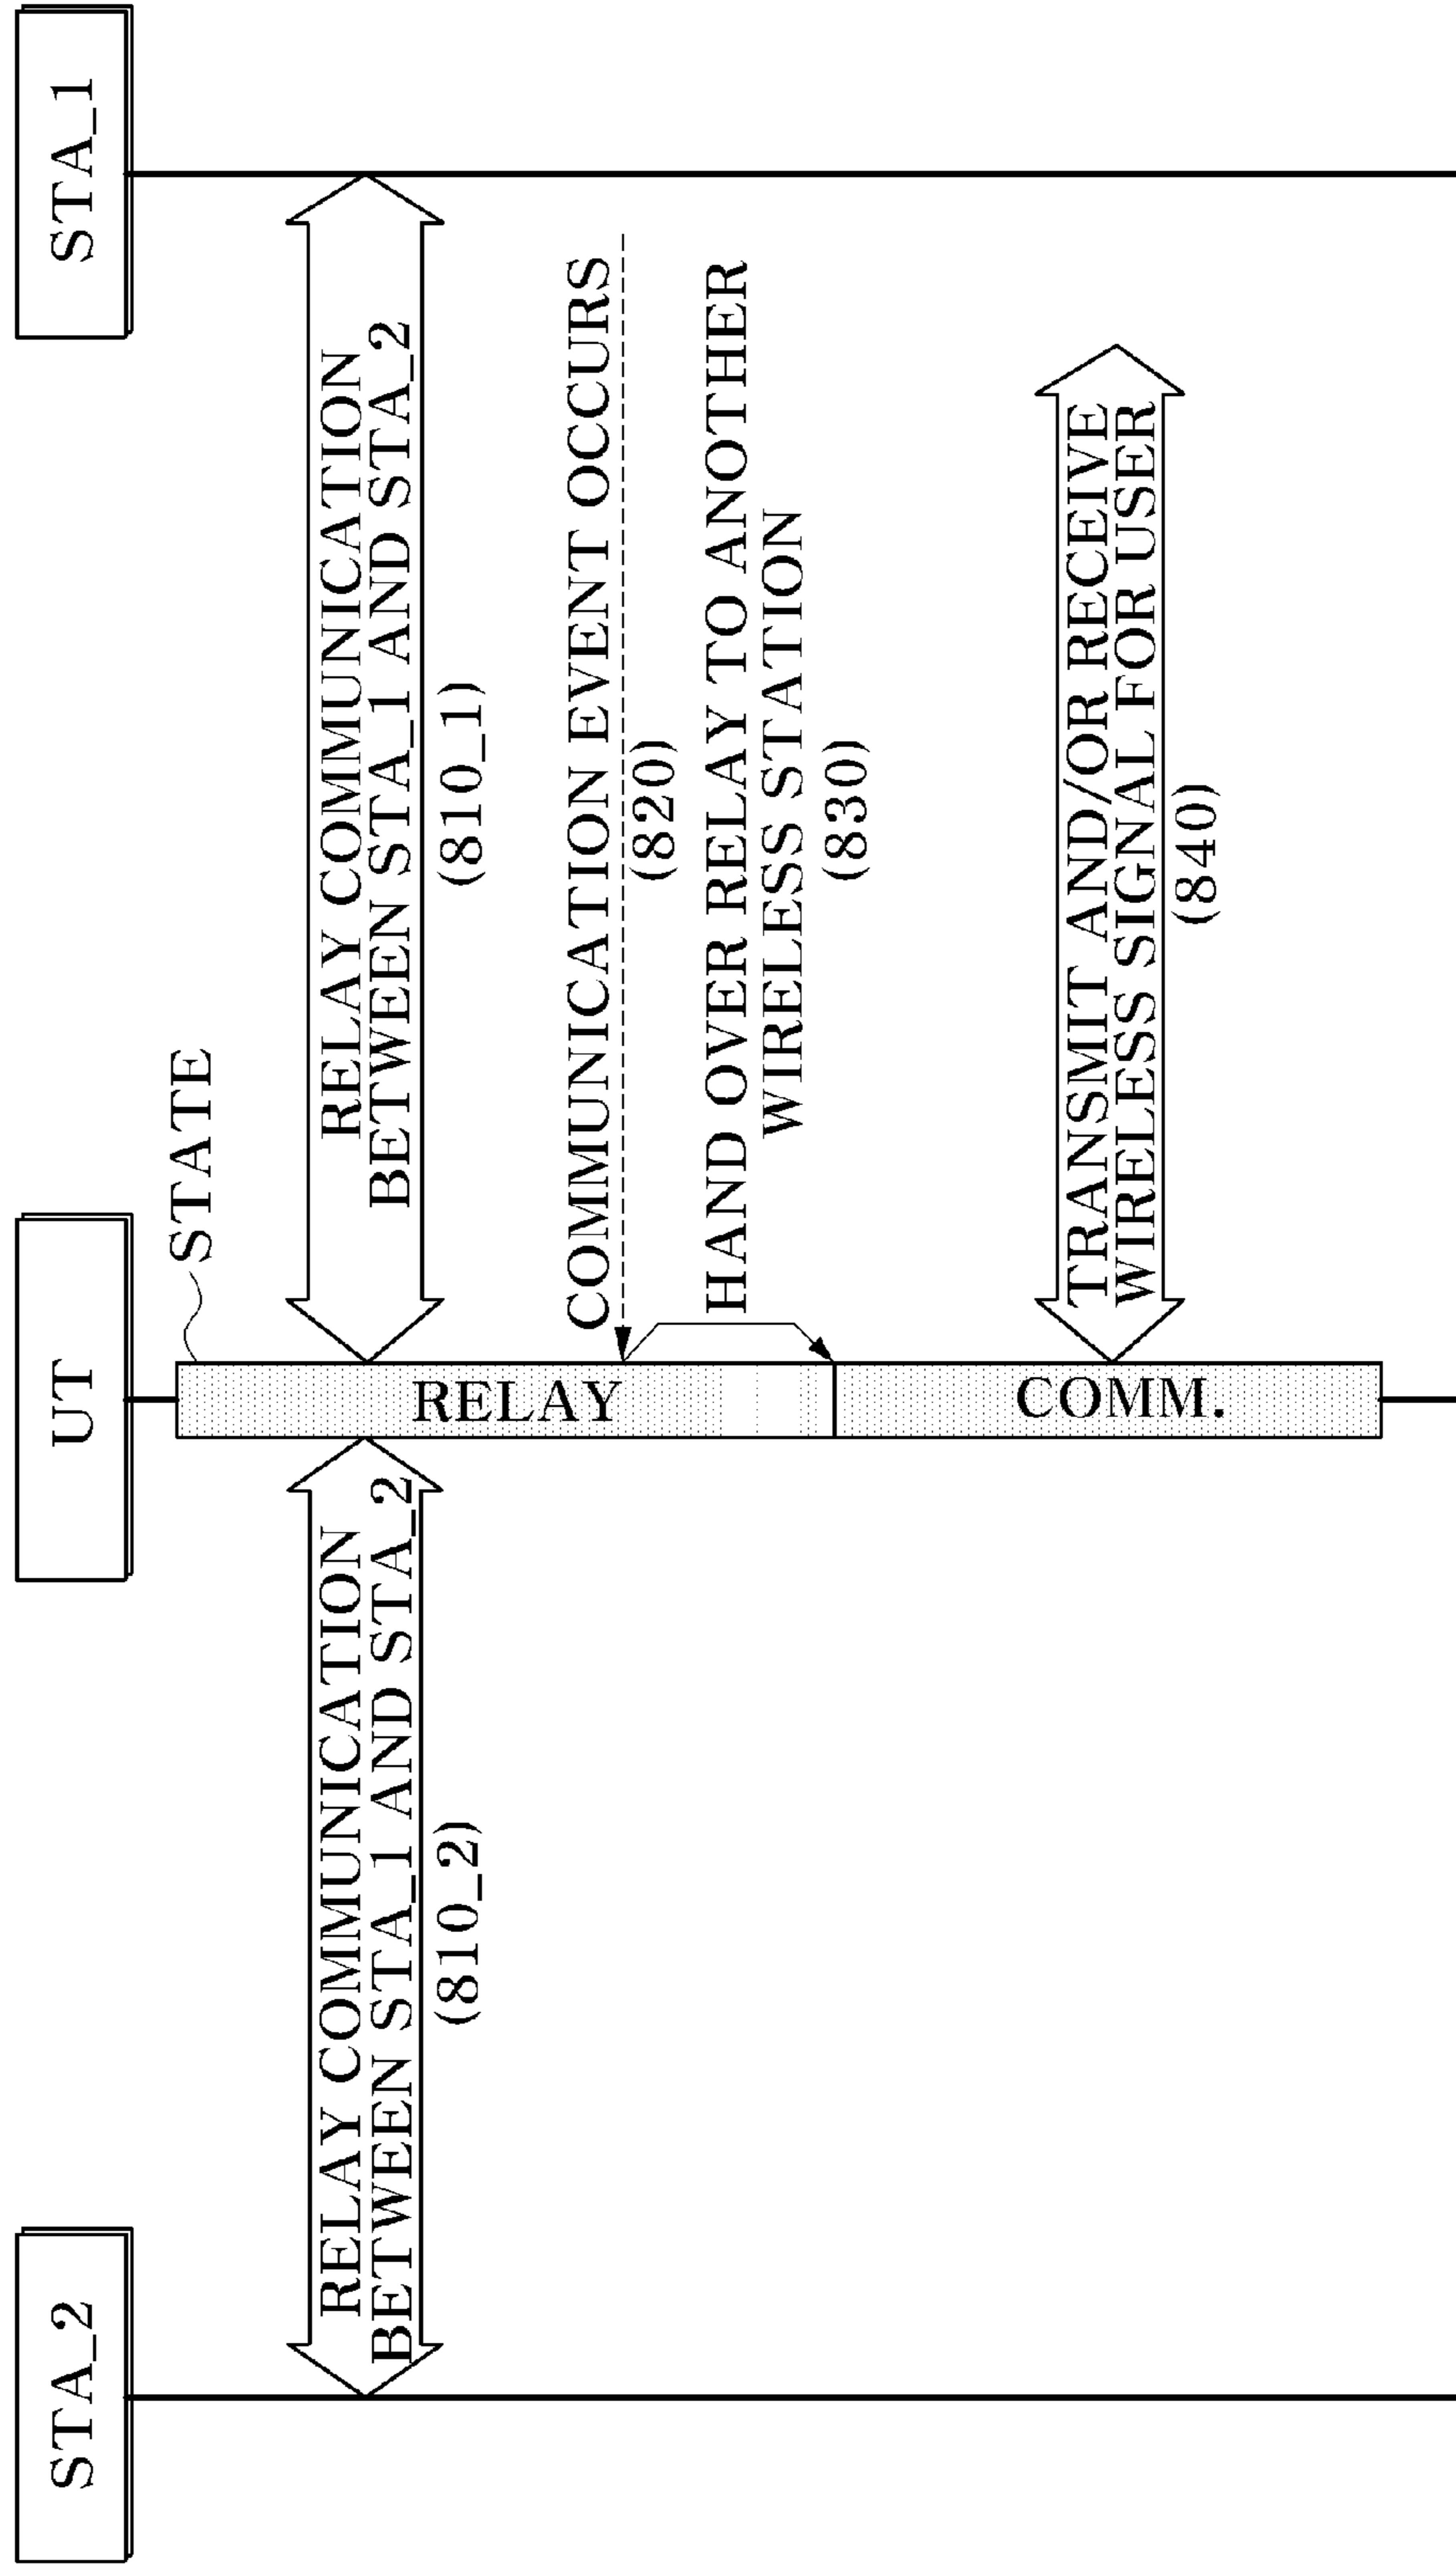 STA_2
UT
STA_1
STATE
RELAY COMMUNICATION
BETWEEN STA_1 AND STA_2
(810_2)
RELAY COMMUNICATION
BETWEEN STA_1 AND STA_2
(810_1)
RELAY
COMMUNICATION EVENT OCCURS
(820)
HAND OVER RELAY TO ANOTHER
WIRELESS STATION
(830)
COMM.
TRANSMIT AND/OR RECEIVE
WIRELESS SIGNAL FOR USER
(840)